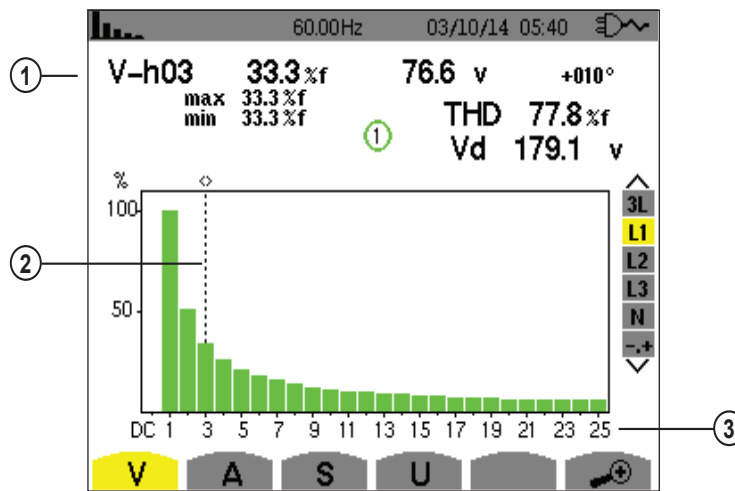 60.00Hz 03/10/14 05:40
1 V-h03 33.3 %f 76.6 v +010°
max 33.3 %f
min 33.3 %f
1
THD 77.8 %f
Vd 179.1 v
%
100
50
2
3L
L1
L2
L3
N
-.+
DC 1 3 5 7 9 11 13 15 17 19 21 23 25
3
V A S U